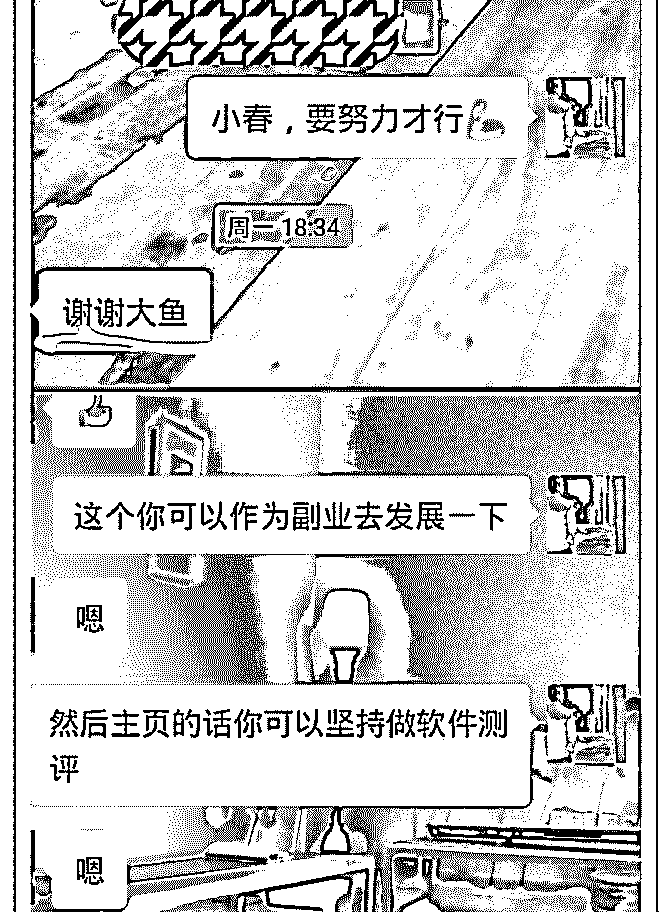 小春，要努力才行💪
周一 18:34
谢谢大鱼
👍
这个你可以作为副业去发展一下
嗯
然后主页的话你可以坚持做软件测
评
嗯